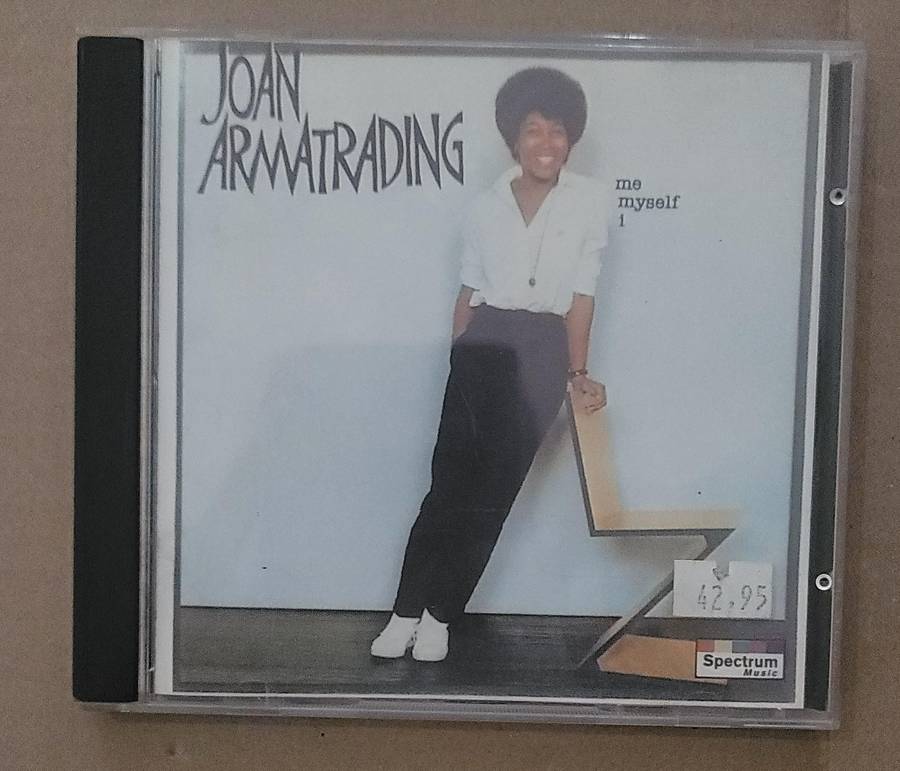 JOAN
ARMATRADING
me
myself
i
42,95
Spectrum
Music